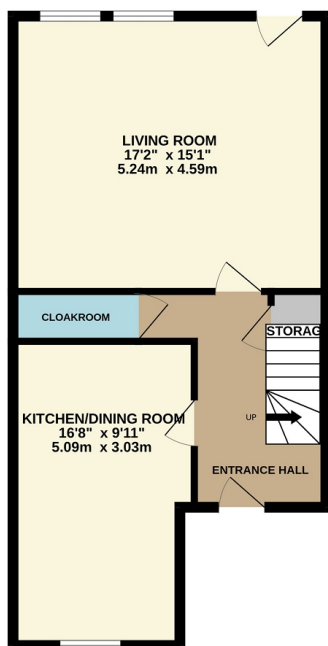 LIVING ROOM
17'2" x 15'1"
5.24m x 4.59m
CLOAKROOM
STORAG
KITCHEN/DINING ROOM
16'8" x 9'11"
5.09m x 3.03m
UP
ENTRANCE HALL